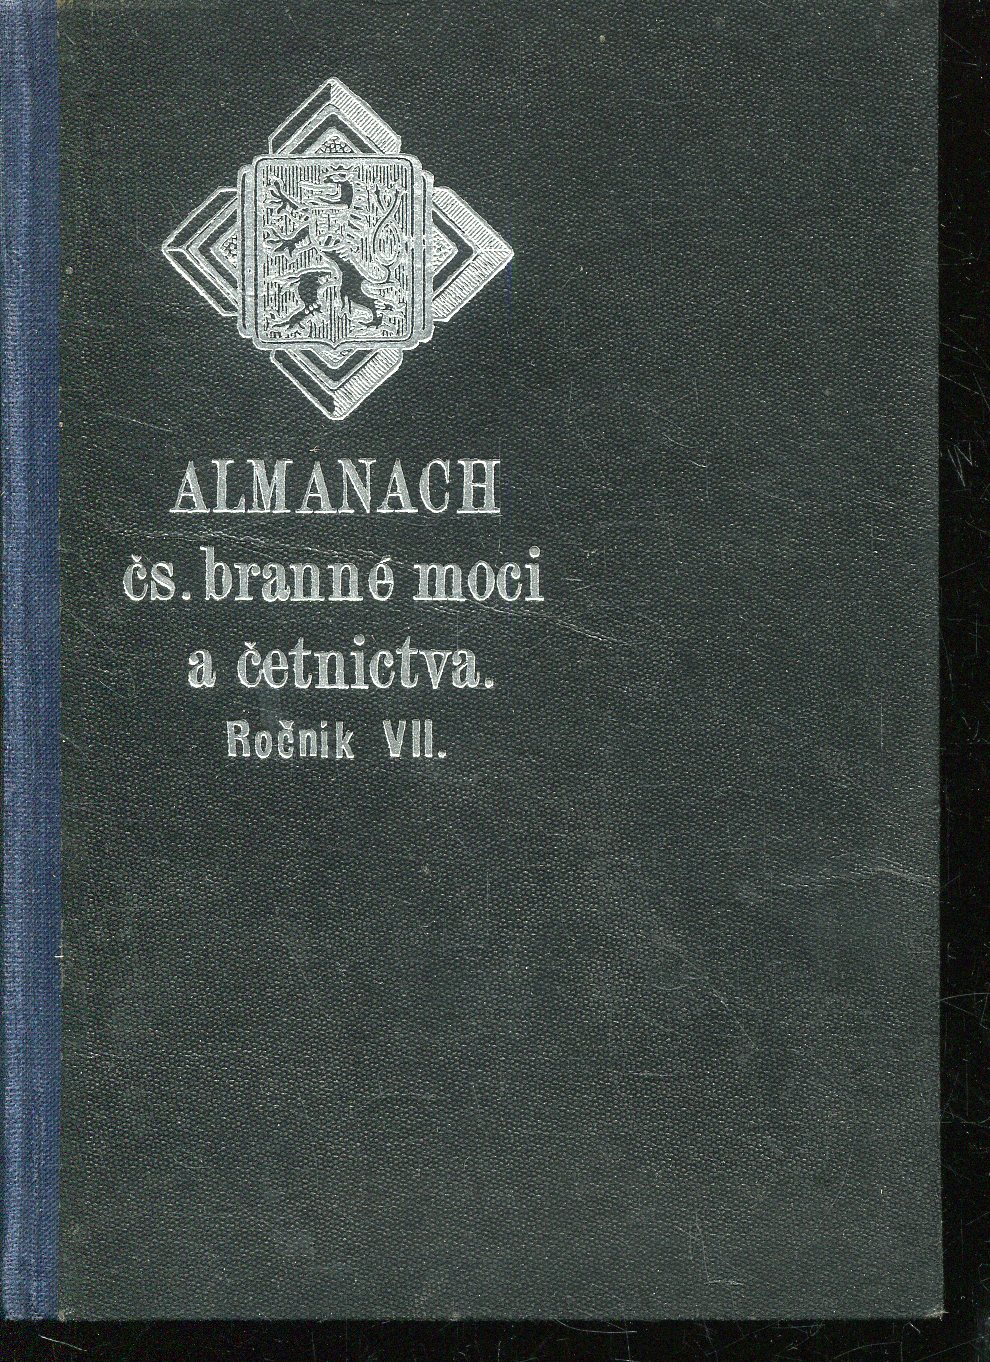 ALMANACH
čs. branné moci
a četnictva.
Ročník VII.